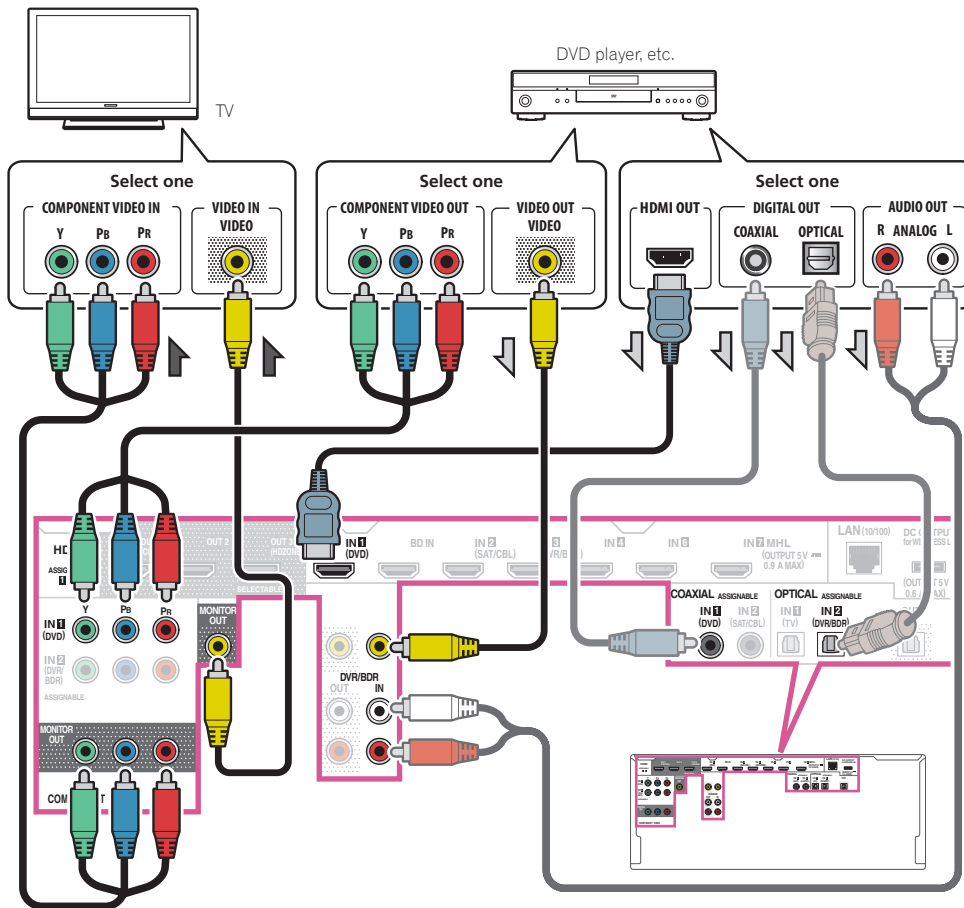 DVD player, etc.
TV
Select one
COMPONENT VIDEO IN
Y PB PR
VIDEO IN
VIDEO
Select one
COMPONENT VIDEO OUT
Y PB PR
VIDEO OUT
VIDEO
Select one
HDMI OUT
DIGITAL OUT
COAXIAL OPTICAL
AUDIO OUT
R ANALOG L
OUT 2
OUT 3
(HDZONE)
SELECTABLE
IN 1
(DVD)
BD IN
IN 2
(SAT/CBL)
IN 4
IN 6
IN 7 MHL
(OUTPUT 5 V
0.9 A MAX)
LAN (10/100)
Y PB PR
IN 1
(DVD)
IN 2
(DVR/
BDR)
ASSIGNABLE
MONITOR
OUT
DVR/BDR
OUT IN
COAXIAL ASSIGNABLE
IN 1
(DVD)
IN 2
(SAT/CBL)
OPTICAL ASSIGNABLE
IN 1
(TV)
IN 2
(DVR/BDR)
MONITOR
OUT